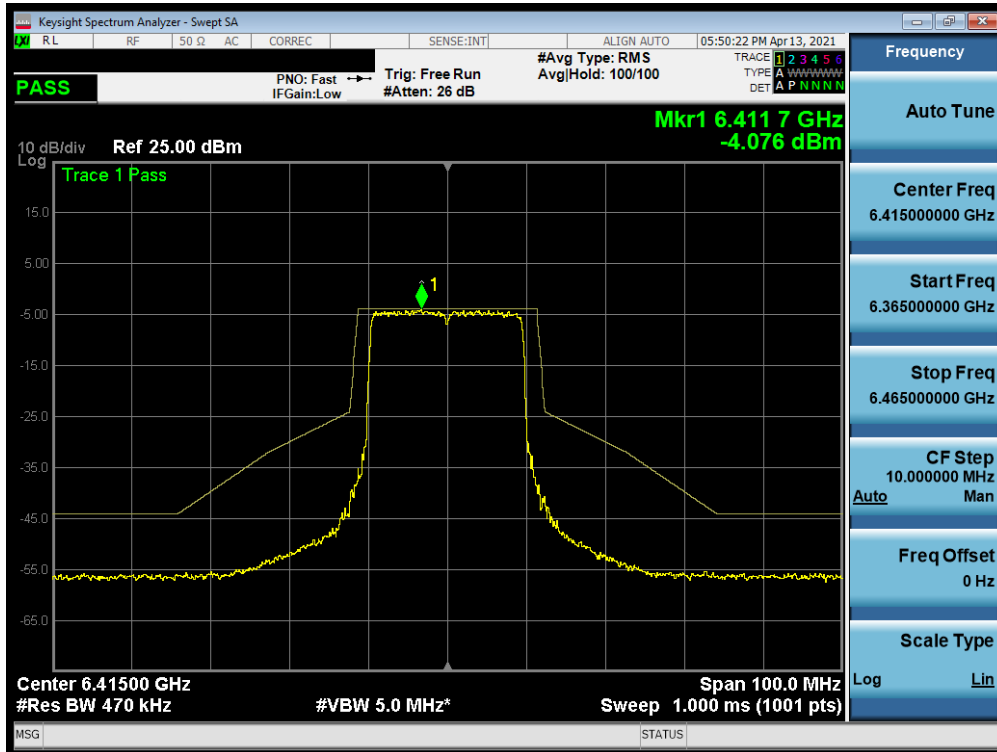 Keysight Spectrum Analyzer - Swept SA
LXI RL RF 50 Ω AC CORREC SENSE:INT ALIGN AUTO 05:50:22 PM Apr 13, 2021
PASS
PNO: Fast
IFGain:Low
Trig: Free Run
#Atten: 26 dB
#Avg Type: RMS
Avg|Hold: 100/100
TRACE 1 2 3 4 5 6
TYPE A WWWWW
DET A P N N N N
Mkr1 6.411 7 GHz
-4.076 dBm
10 dB/div Ref 25.00 dBm
Log
Trace 1 Pass
15.0
5.00
1
-5.00
-15.0
-25.0
-35.0
-45.0
-55.0
-65.0
Center 6.41500 GHz Span 100.0 MHz
#Res BW 470 kHz #VBW 5.0 MHz* Sweep 1.000 ms (1001 pts)
MSG STATUS
Frequency
Auto Tune
Center Freq
6.415000000 GHz
Start Freq
6.365000000 GHz
Stop Freq
6.465000000 GHz
CF Step
10.000000 MHz
Auto Man
Freq Offset
0 Hz
Scale Type
Log Lin